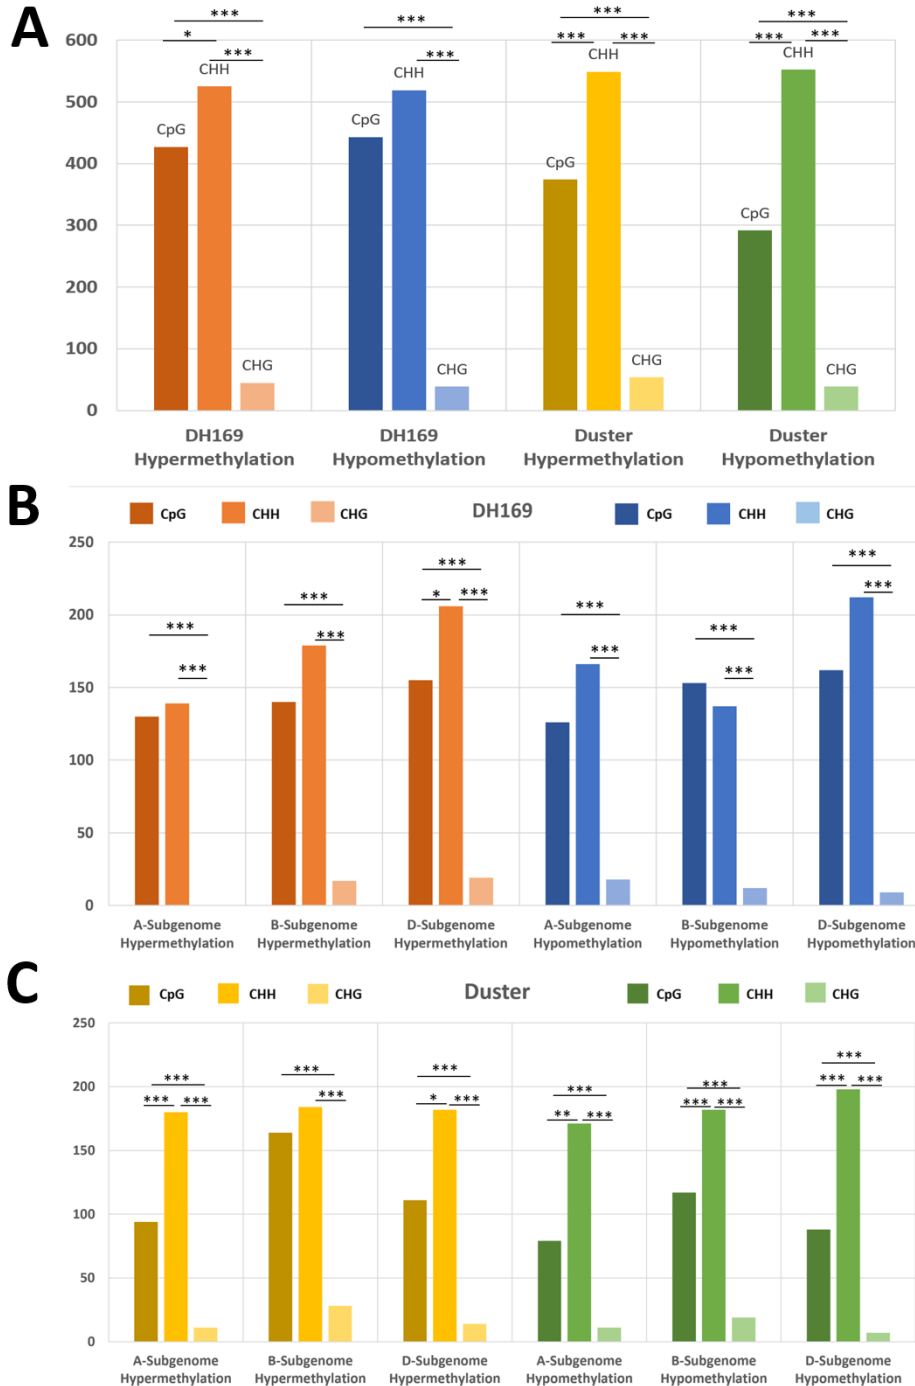 A
*** *** *** ***
* *** *** *** *** *** ***
600
500
400
300
200
100
0
CpG CHH CHG CpG CHH CHG CpG CHH CHG CpG CHH CHG
DH169 DH169 Duster Duster
Hypermethylation Hypomethylation Hypermethylation Hypomethylation
B
CpG CHH CHG DH169 CpG CHH CHG
250
200
150
100
50
0
*** *** *** *** *** ***
*** *** * *** *** *** ***
A-Subgenome B-Subgenome D-Subgenome A-Subgenome B-Subgenome D-Subgenome
Hypermethylation Hypermethylation Hypermethylation Hypomethylation Hypomethylation Hypomethylation
C
CpG CHH CHG Duster CpG CHH CHG
250
200
150
100
50
0
*** *** *** *** *** ***
*** *** *** * *** ** *** *** *** *** ***
A-Subgenome B-Subgenome D-Subgenome A-Subgenome B-Subgenome D-Subgenome
Hypermethylation Hypermethylation Hypermethylation Hypomethylation Hypomethylation Hypomethylation